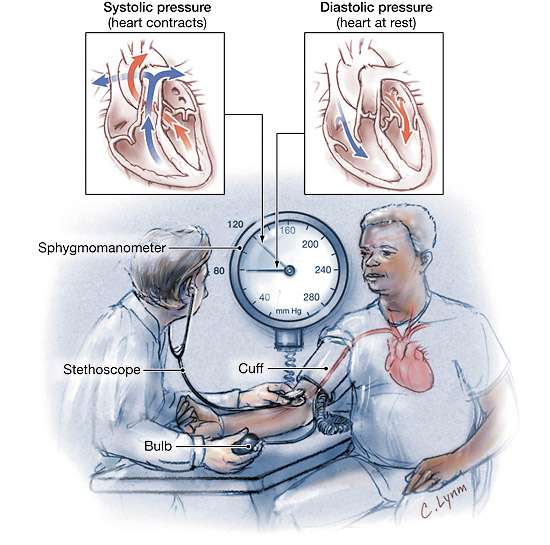 Systolic pressure
(heart contracts)
Diastolic pressure
(heart at rest)
120
160
Sphygmomanometer
200
80
240
40
280
mm Hg
Stethoscope
Cuff
Bulb
C. Lynm